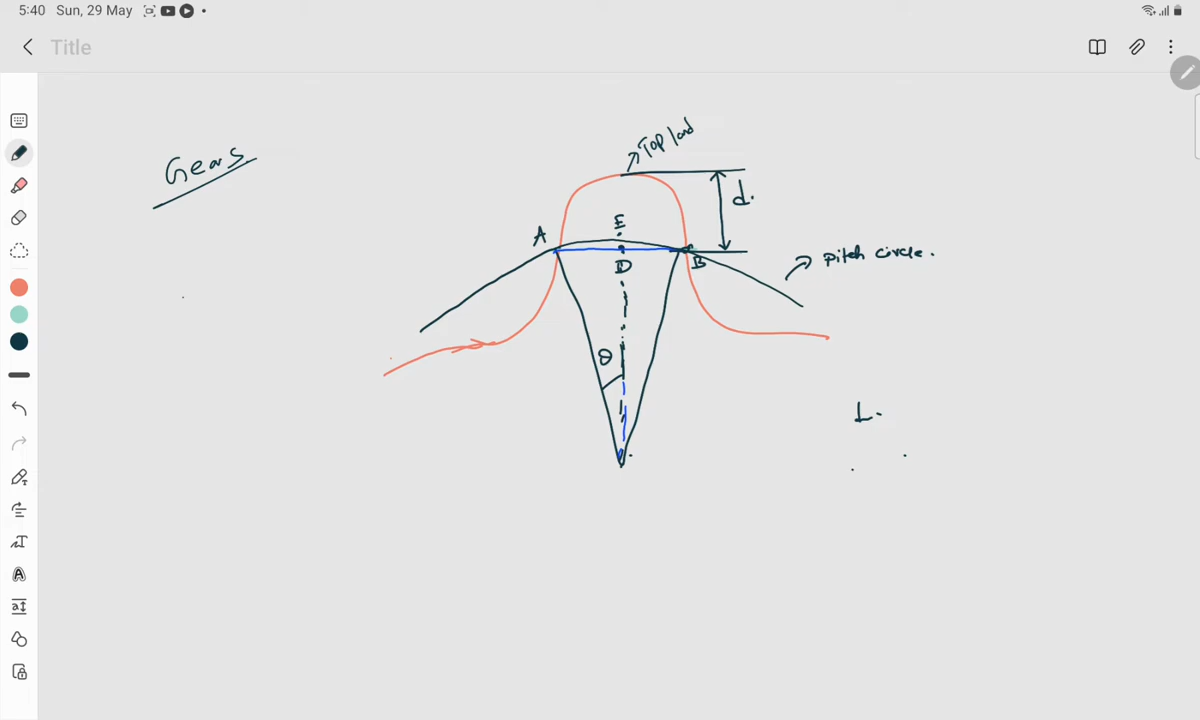 5:40 Sun, 29 May
Title
Gears
Top land
d.
A
E
D
B
pitch circle.
θ
L.